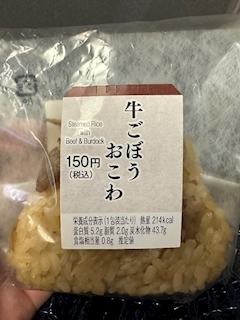 牛ごぼう
おこわ
Steamed Rice
with
Beef & Burdock
150円
(税込)
栄養成分表示(1包装当たり) 熱量 214kcal
蛋白質 5.2g 脂質 2.0g 炭水化物 43.7g
食塩相当量 0.8g 推定値